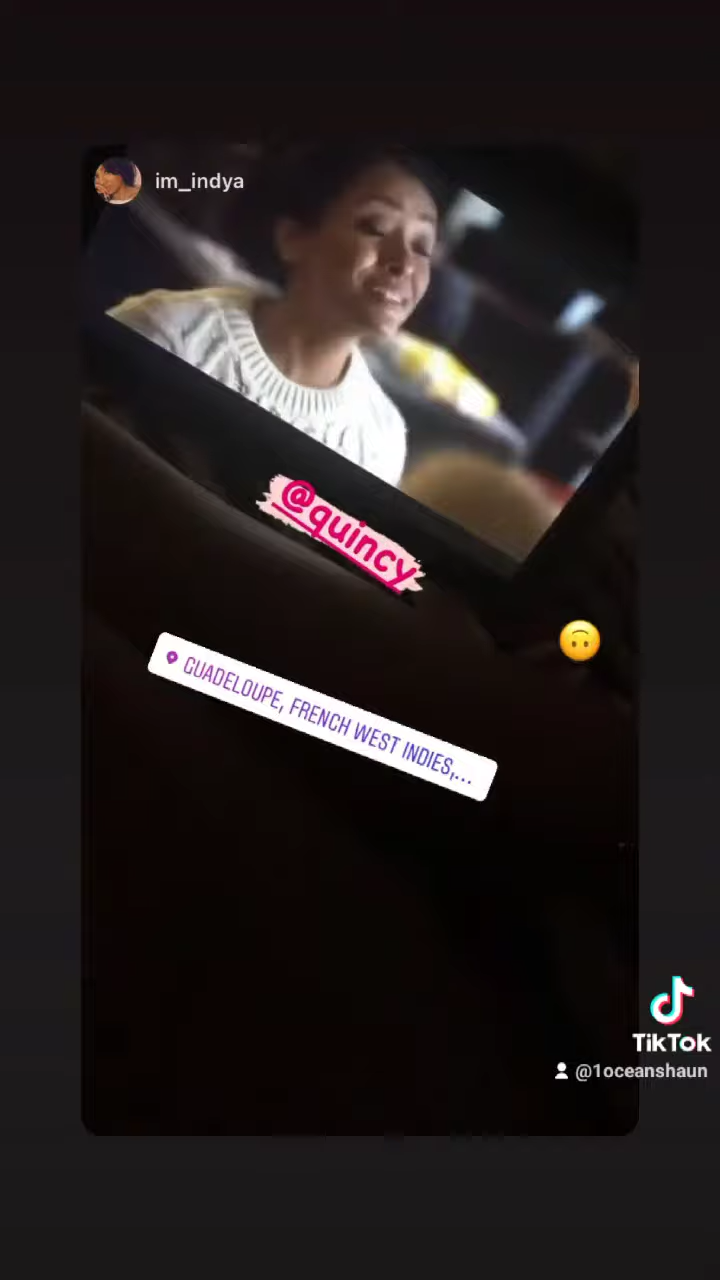 im_indya
@quincy
GUADELOUPE, FRENCH WEST INDIES,...
TikTok
@1oceanshaun